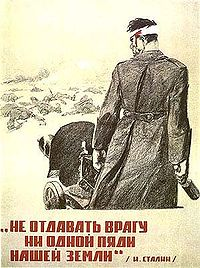 „НЕ ОТДАВАТЬ ВРАГУ
НИ ОДНОЙ ПЯДИ
НАШЕЙ ЗЕМЛИ“ /И. СТАЛИН/